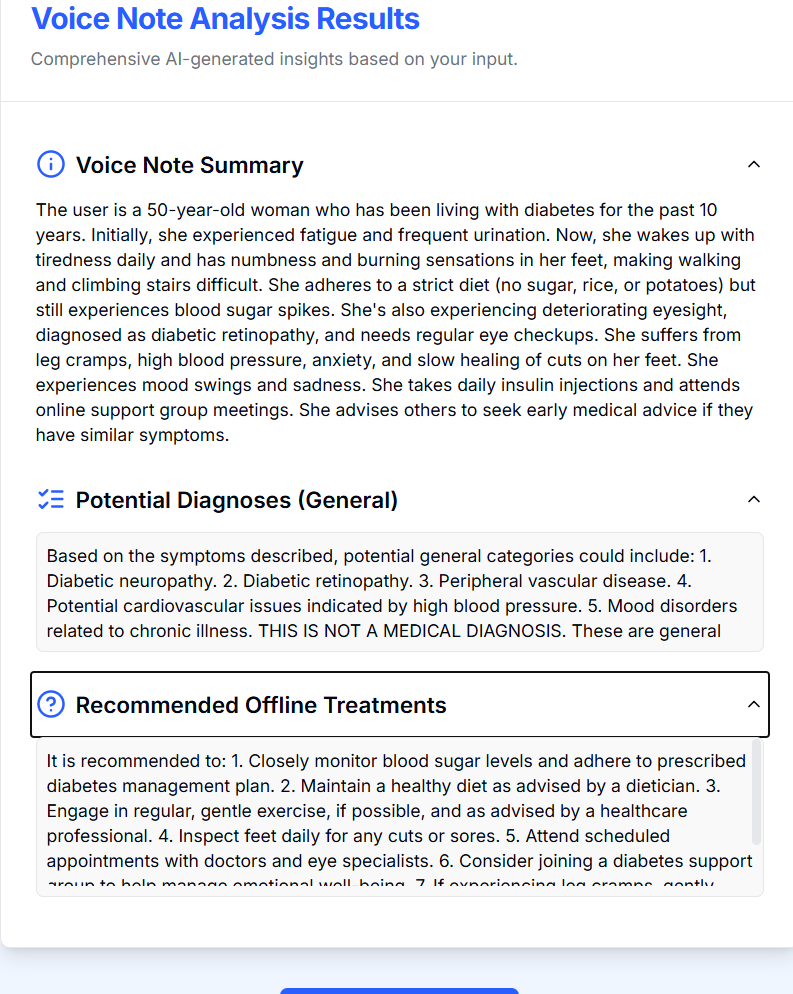 Voice Note Analysis Results
Comprehensive AI-generated insights based on your input.
Voice Note Summary
The user is a 50-year-old woman who has been living with diabetes for the past 10
years. Initially, she experienced fatigue and frequent urination. Now, she wakes up with
tiredness daily and has numbness and burning sensations in her feet, making walking
and climbing stairs difficult. She adheres to a strict diet (no sugar, rice, or potatoes) but
still experiences blood sugar spikes. She's also experiencing deteriorating eyesight,
diagnosed as diabetic retinopathy, and needs regular eye checkups. She suffers from
leg cramps, high blood pressure, anxiety, and slow healing of cuts on her feet. She
experiences mood swings and sadness. She takes daily insulin injections and attends
online support group meetings. She advises others to seek early medical advice if they
have similar symptoms.
Potential Diagnoses (General)
Based on the symptoms described, potential general categories could include: 1.
Diabetic neuropathy. 2. Diabetic retinopathy. 3. Peripheral vascular disease. 4.
Potential cardiovascular issues indicated by high blood pressure. 5. Mood disorders
related to chronic illness. THIS IS NOT A MEDICAL DIAGNOSIS. These are general
Recommended Offline Treatments
It is recommended to: 1. Closely monitor blood sugar levels and adhere to prescribed
diabetes management plan. 2. Maintain a healthy diet as advised by a dietician. 3.
Engage in regular, gentle exercise, if possible, and as advised by a healthcare
professional. 4. Inspect feet daily for any cuts or sores. 5. Attend scheduled
appointments with doctors and eye specialists. 6. Consider joining a diabetes support
group to help manage emotional well-being. 7. If experiencing leg cramps, gently